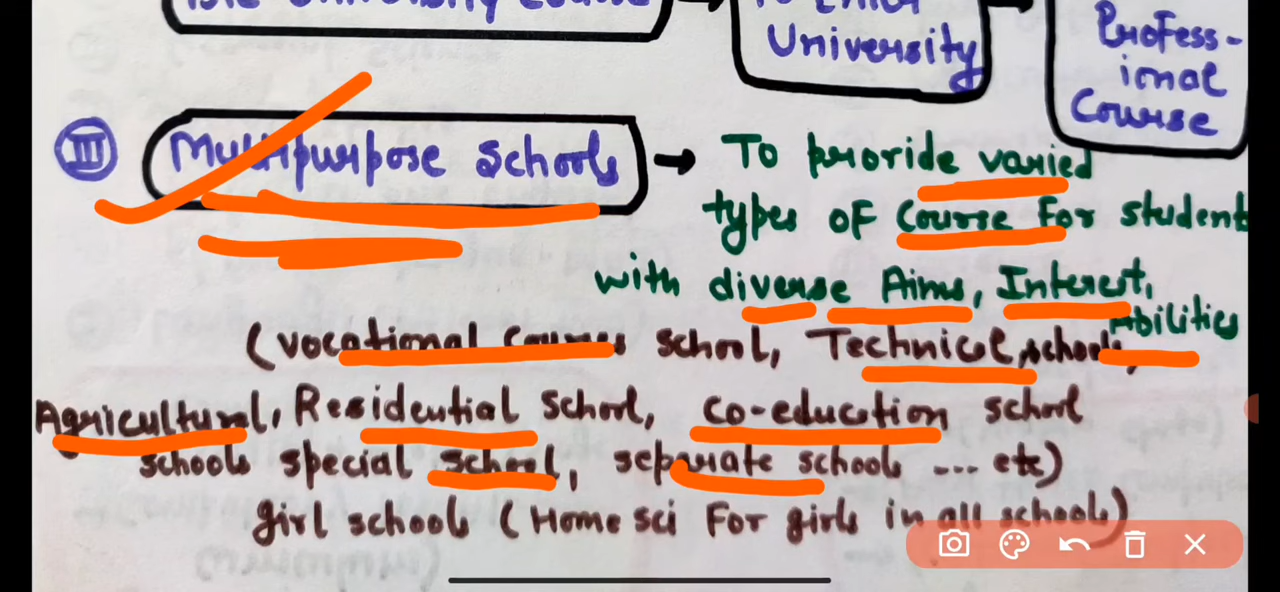 University
Profess-
ional
Course
III Multipurpose schools → To proride varied
types of Course For student
with diverse Aims, Interest,
Abilities
(vocational Courses school, Technical, schools,
Agricultural, Residential School, co-education school
schools special school, separate schools ... etc)
girl schools (Home sci For girls in all schools)